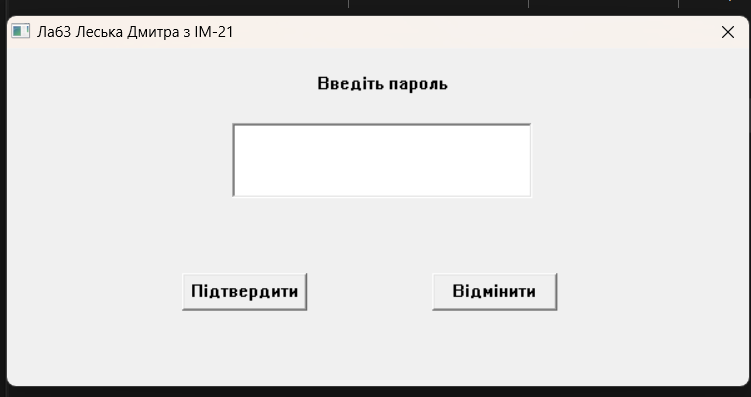 Лаб3 Леська Дмитра з ІМ-21
Введіть пароль
Підтвердити
Відмінити